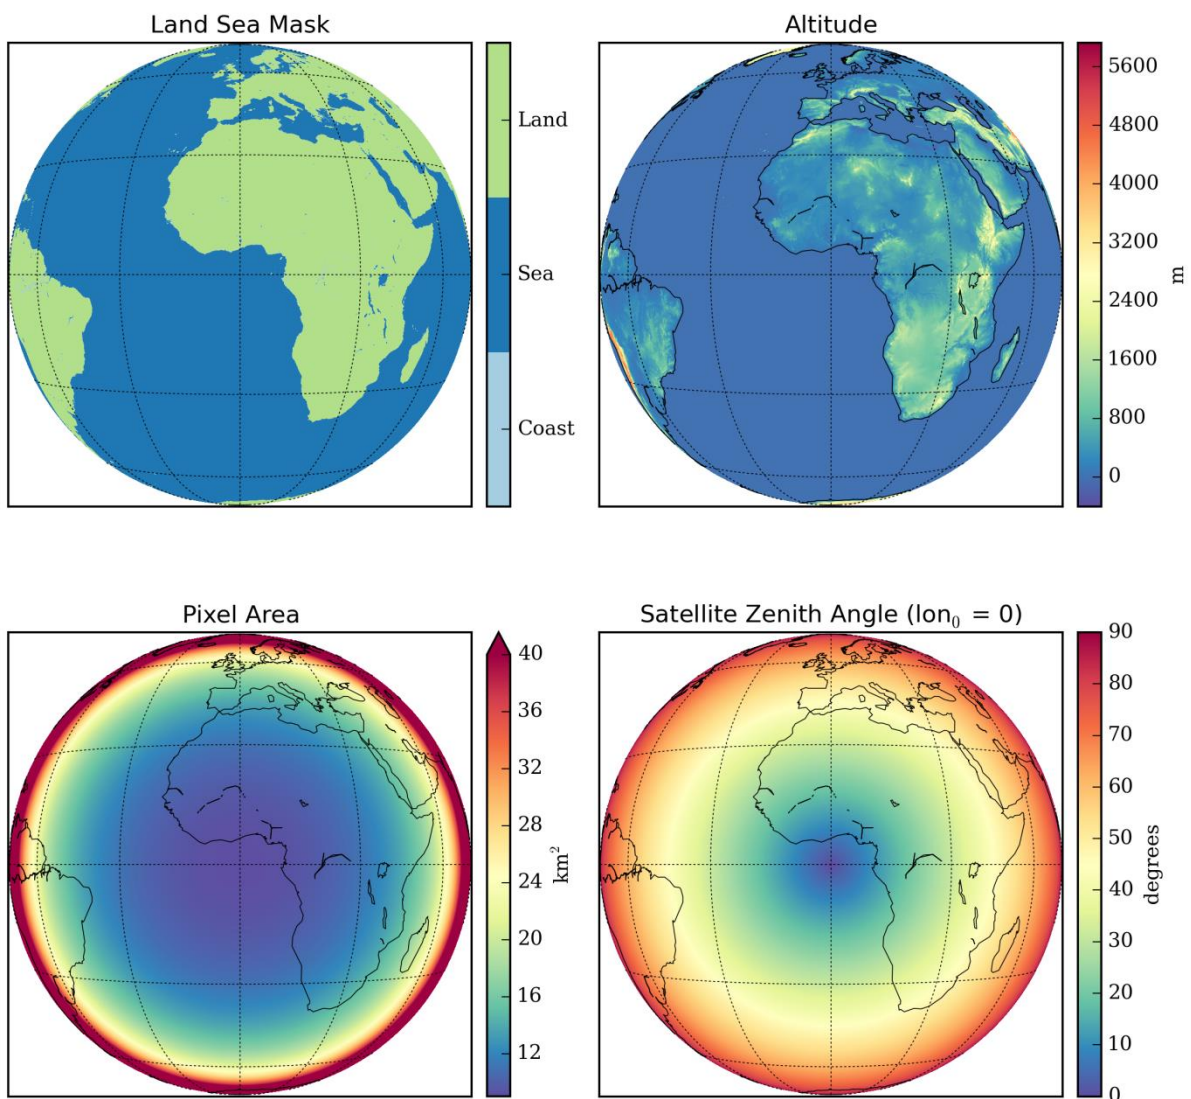 Land Sea Mask
Land
Sea
Coast
Altitude
5600
4800
4000
3200
2400
1600
800
0
m
Pixel Area
40
36
32
28
24
20
16
12
km²
Satellite Zenith Angle (lon₀ = 0)
90
80
70
60
50
40
30
20
10
0
degrees